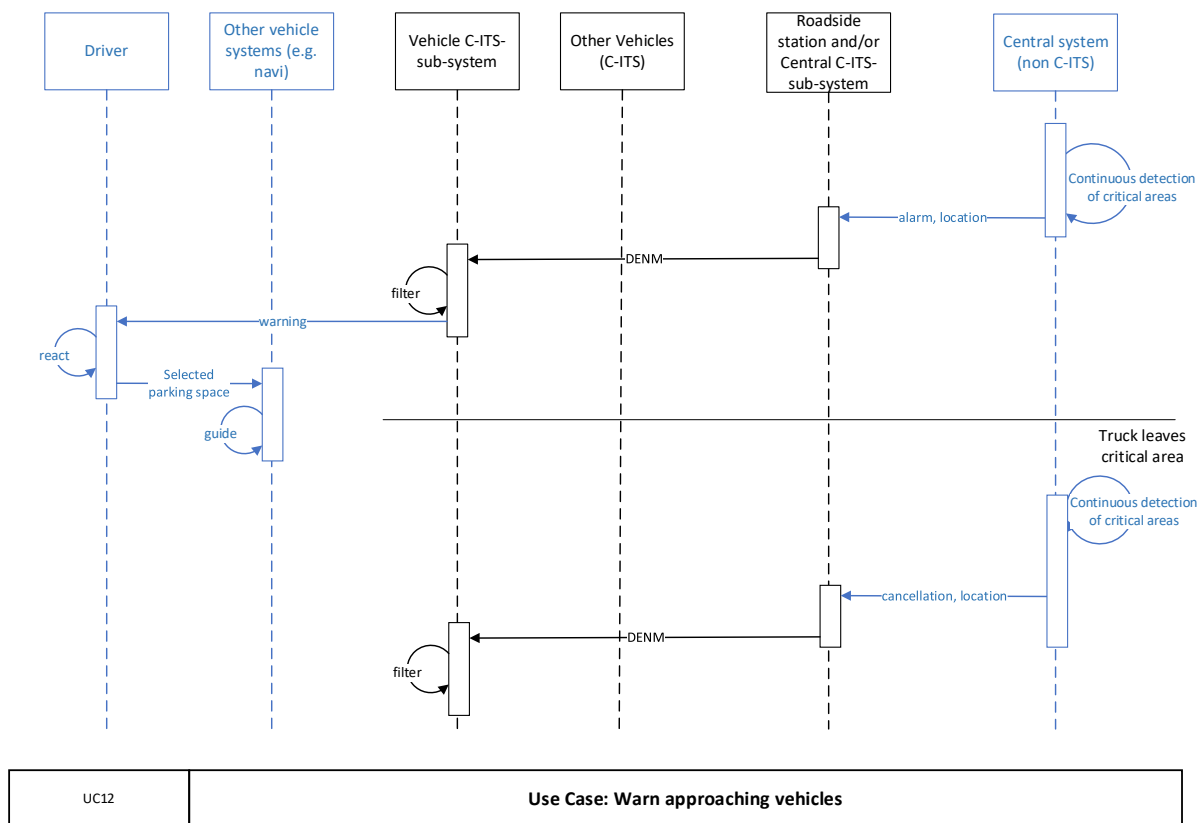 Driver
Other vehicle
systems (e.g.
navi)
Vehicle C-ITS-
sub-system
Other Vehicles
(C-ITS)
Roadside
station and/or
Central C-ITS-
sub-system
Central system
(non C-ITS)
Continuous detection
of critical areas
alarm, location
DENM
filter
warning
react
Selected
parking space
guide
Truck leaves
critical area
Continuous detection
of critical areas
cancellation, location
DENM
filter
UC12
Use Case: Warn approaching vehicles